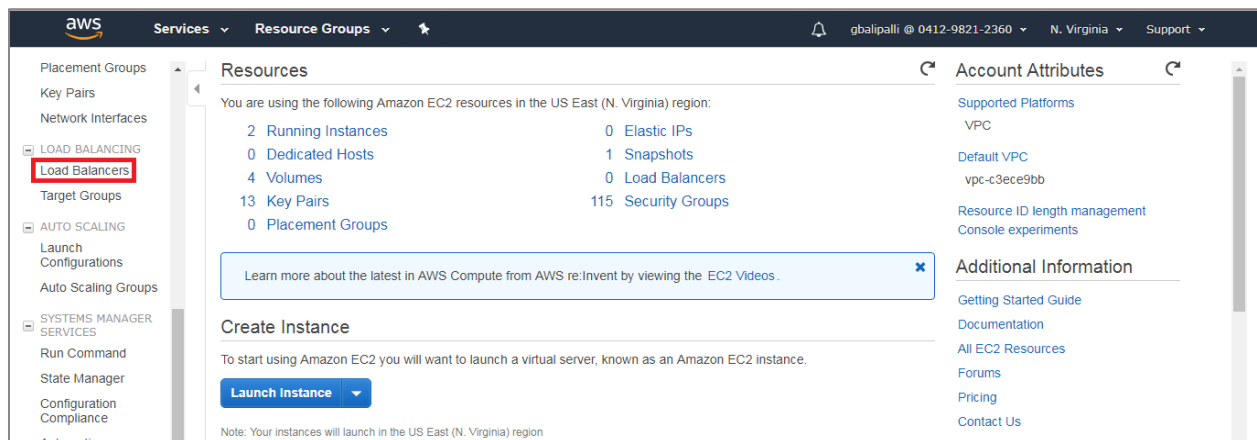 aws
Services
Resource Groups
gbalipalli @ 0412-9821-2360
N. Virginia
Support
Placement Groups
Key Pairs
Network Interfaces
LOAD BALANCING
Load Balancers
Target Groups
AUTO SCALING
Launch
Configurations
Auto Scaling Groups
SYSTEMS MANAGER
SERVICES
Run Command
State Manager
Configuration
Compliance
Resources
You are using the following Amazon EC2 resources in the US East (N. Virginia) region:
2 Running Instances
0 Dedicated Hosts
4 Volumes
13 Key Pairs
0 Placement Groups
0 Elastic IPs
1 Snapshots
0 Load Balancers
115 Security Groups
Learn more about the latest in AWS Compute from AWS re:Invent by viewing the EC2 Videos.
Create Instance
To start using Amazon EC2 you will want to launch a virtual server, known as an Amazon EC2 instance.
Launch Instance
Note: Your instances will launch in the US East (N. Virginia) region
Account Attributes
Supported Platforms
VPC
Default VPC
vpc-c3ece9bb
Resource ID length management
Console experiments
Additional Information
Getting Started Guide
Documentation
All EC2 Resources
Forums
Pricing
Contact Us